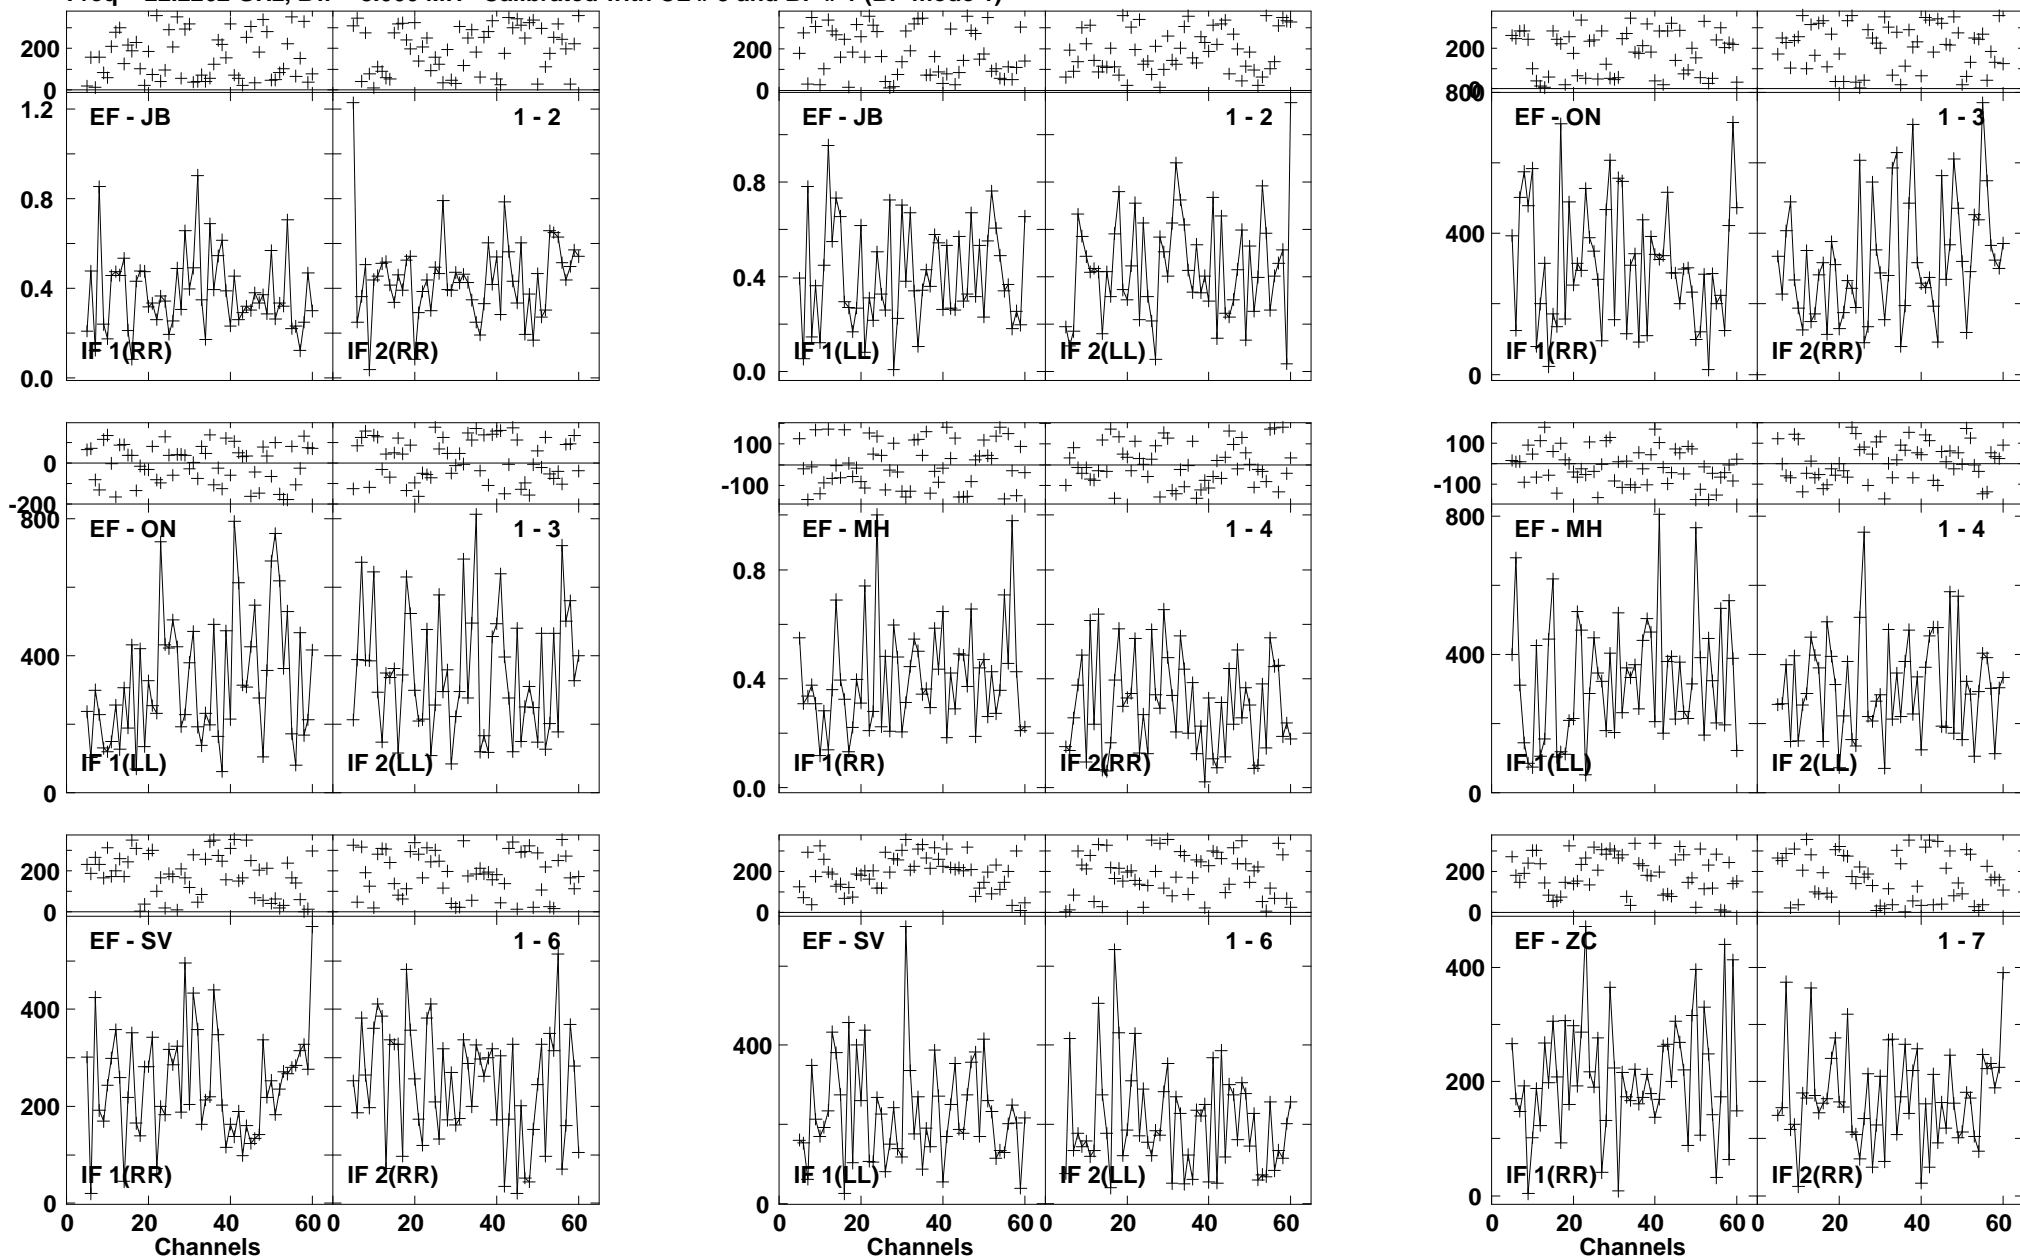 200
0
1.2
0.8
0.4
0.0
EF - JB
1 - 2
IF 1(RR)
IF 2(RR)
0.8
0.4
0.0
EF - JB
1 - 2
IF 1(LL)
IF 2(LL)
200
0
800
400
0
EF - ON
1 - 3
IF 1(RR)
IF 2(RR)
0
-200
800
400
0
EF - ON
1 - 3
IF 1(LL)
IF 2(LL)
100
-100
0.8
0.4
0.0
EF - MH
1 - 4
IF 1(RR)
IF 2(RR)
100
-100
800
400
0
EF - MH
1 - 4
IF 1(LL)
IF 2(LL)
200
0
400
200
0
EF - SV
1 - 6
IF 1(RR)
IF 2(RR)
0 20 40 60 0 20 40 60
Channels
200
0
400
0
EF - SV
1 - 6
IF 1(LL)
IF 2(LL)
0 20 40 60 0 20 40 60
Channels
200
0
400
200
0
EF - ZC
1 - 7
IF 1(RR)
IF 2(RR)
0 20 40 60 0 20 40 60
Channels